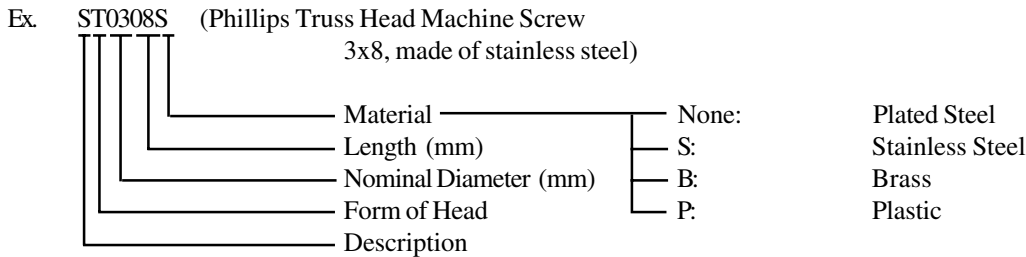 Ex. ST0308S (Phillips Truss Head Machine Screw
3x8, made of stainless steel)
Material None: Plated Steel
Length (mm) S: Stainless Steel
Nominal Diameter (mm) B: Brass
Form of Head P: Plastic
Description